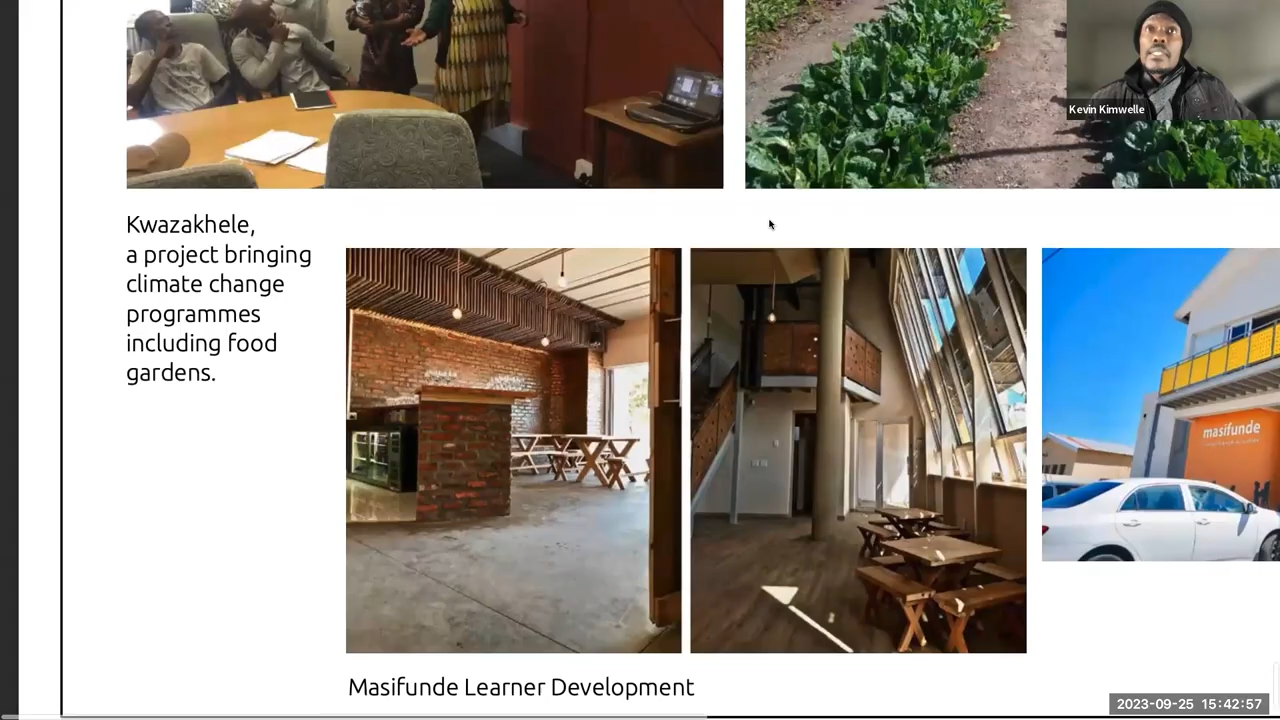 Kevin Kimwelle
Kwazakhele,
a project bringing
climate change
programmes
including food
gardens.
masifunde
Masifunde Learner Development
2023-09-25 15:42:57